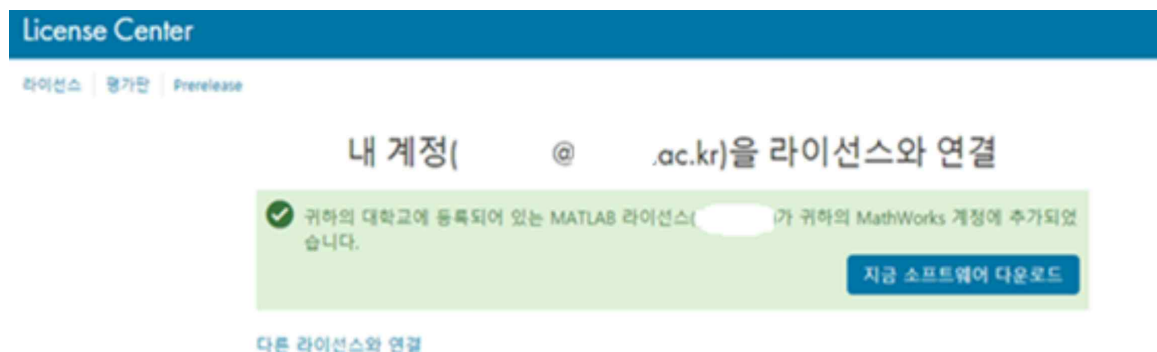 License Center
라이선스 평가판 Prerelease
내 계정( @ .ac.kr)을 라이선스와 연결
귀하의 대학교에 등록되어 있는 MATLAB 라이선스( )가 귀하의 MathWorks 계정에 추가되었
습니다.
지금 소프트웨어 다운로드
다른 라이선스와 연결